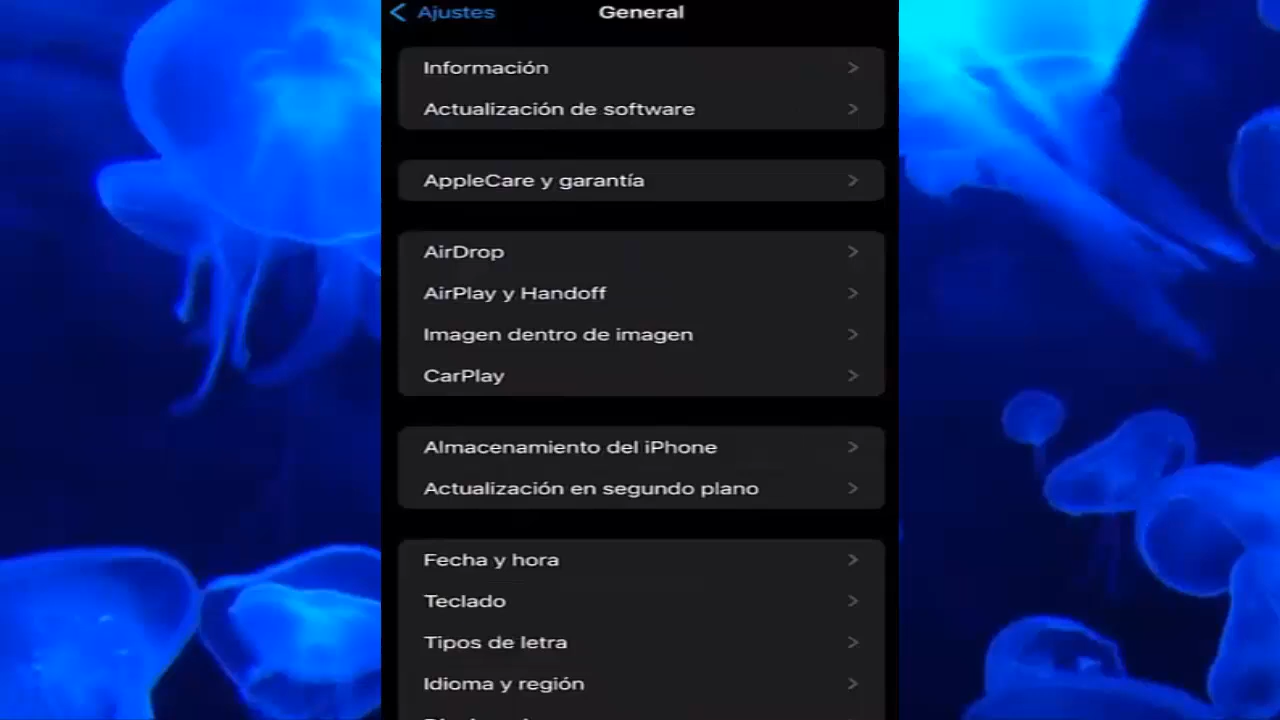 Ajustes
General
Información
Actualización de software
AppleCare y garantía
AirDrop
AirPlay y Handoff
Imagen dentro de imagen
CarPlay
Almacenamiento del iPhone
Actualización en segundo plano
Fecha y hora
Teclado
Tipos de letra
Idioma y región